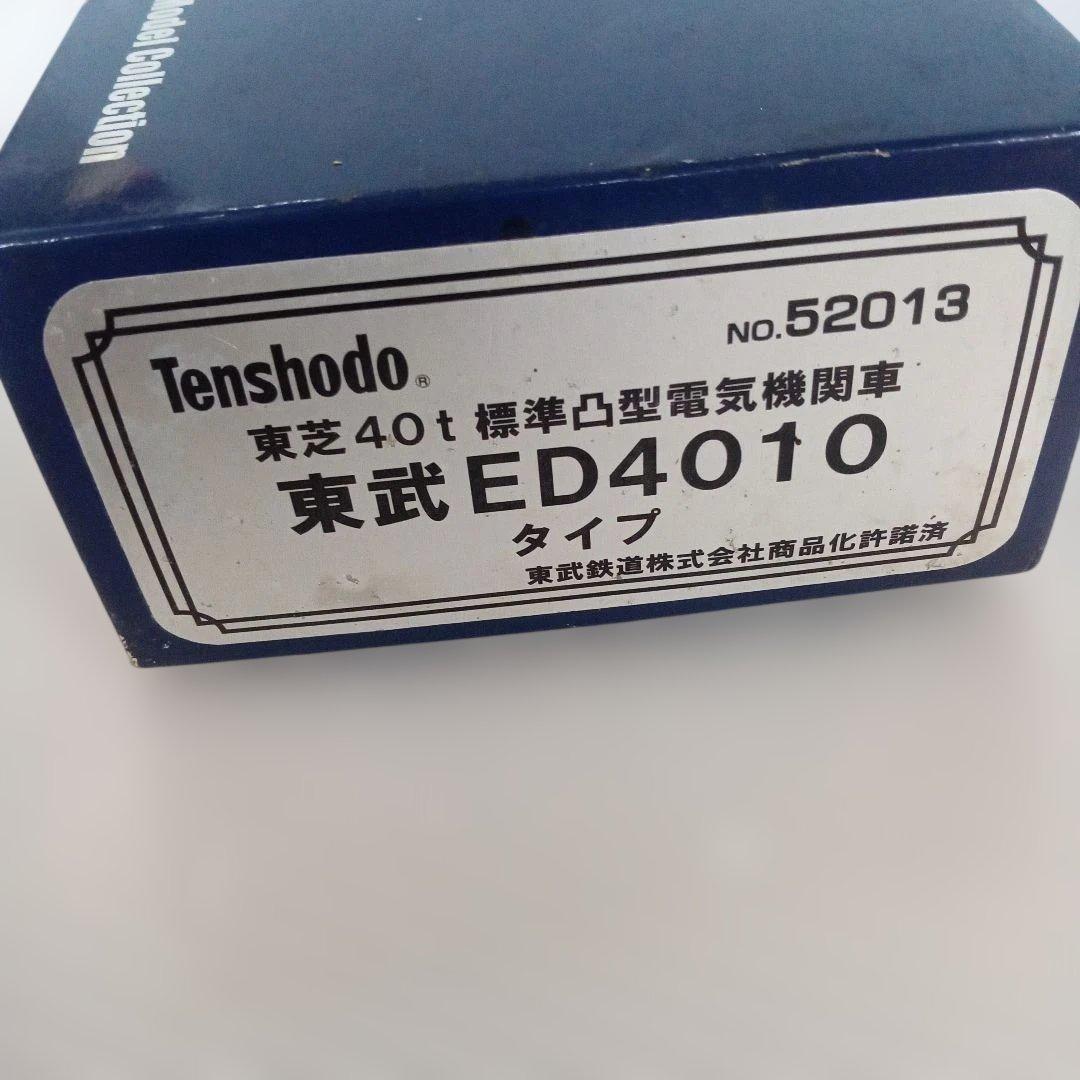 Model Collection
Tenshodo®
NO.52013
東芝40t 標準凸型電気機関車
東武ED4010
タイプ
東武鉄道株式会社商品化許諾済